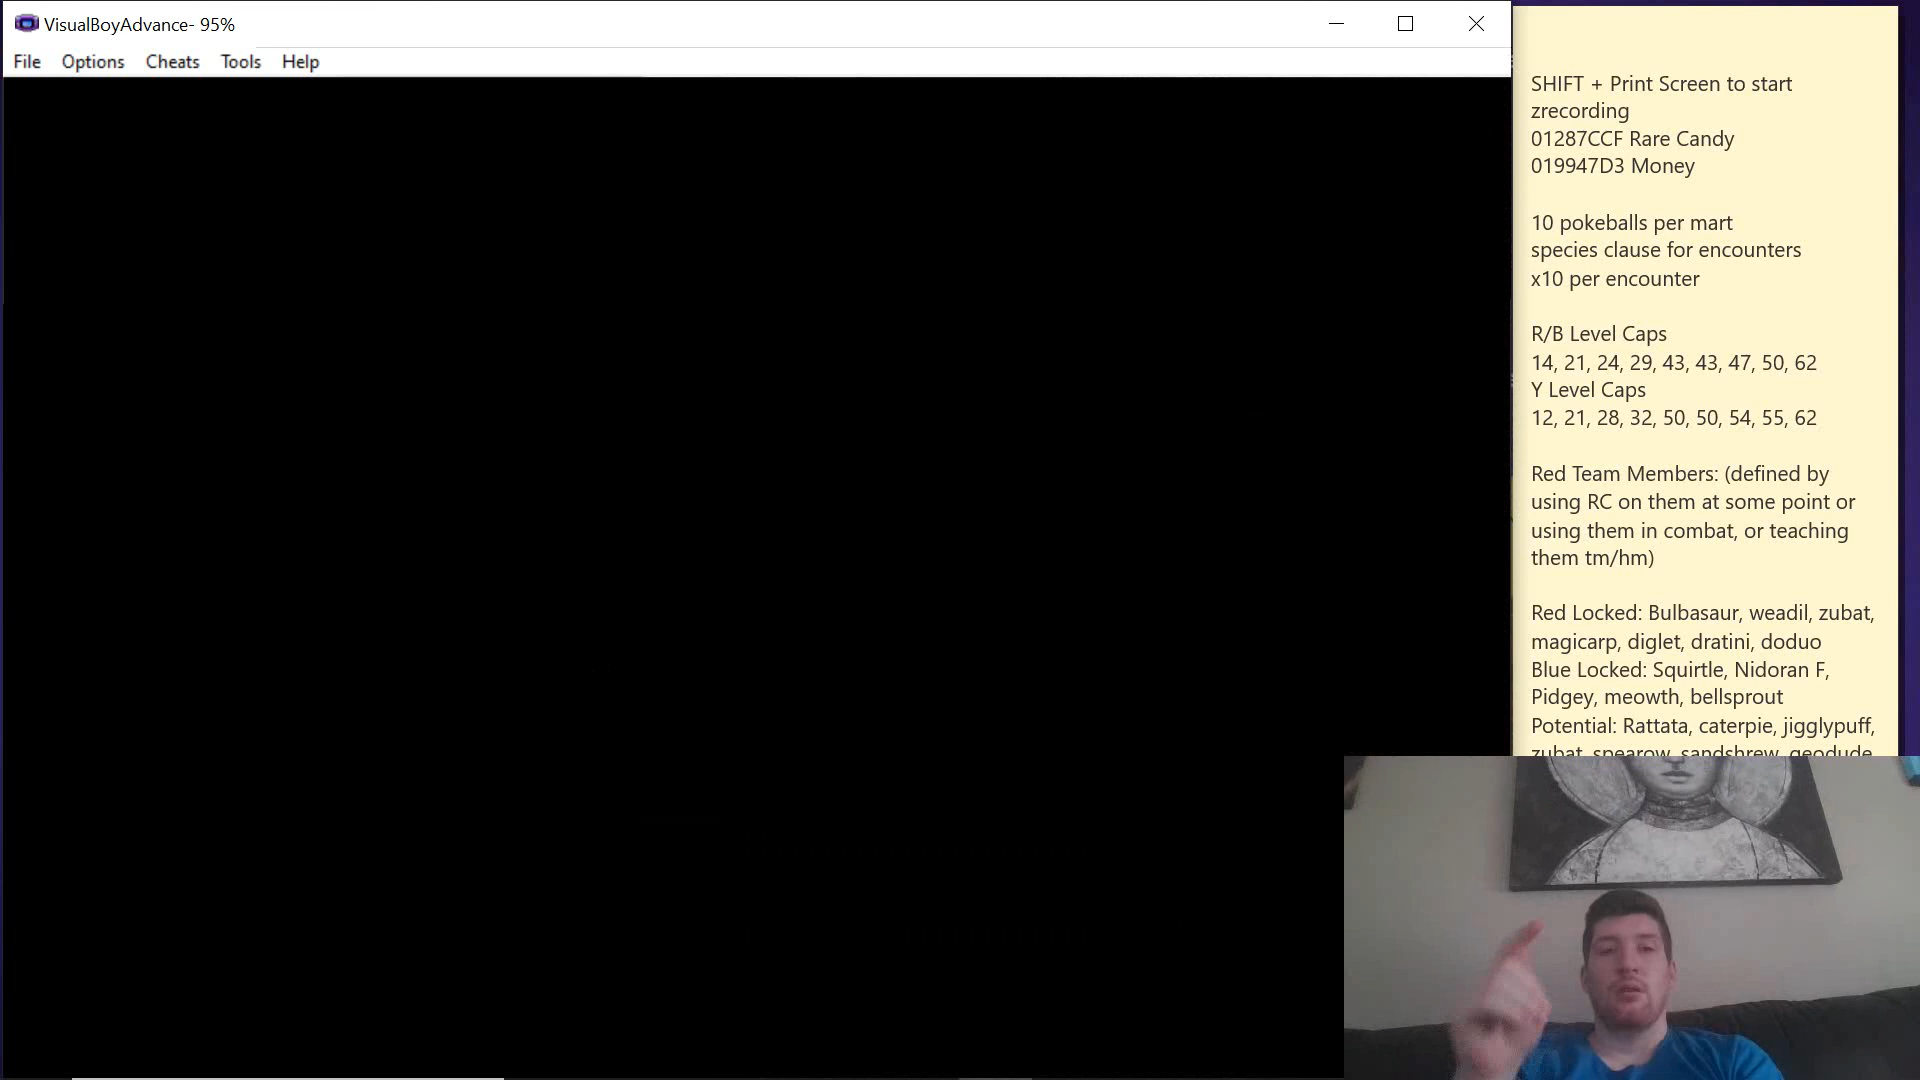 VisualBoyAdvance- 95%
File Options Cheats Tools Help
SHIFT + Print Screen to start
zrecording
01287CCF Rare Candy
019947D3 Money
10 pokeballs per mart
species clause for encounters
x10 per encounter
R/B Level Caps
14, 21, 24, 29, 43, 43, 47, 50, 62
Y Level Caps
12, 21, 28, 32, 50, 50, 54, 55, 62
Red Team Members: (defined by
using RC on them at some point or
using them in combat, or teaching
them tm/hm)
Red Locked: Bulbasaur, weadil, zubat,
magicarp, diglet, dratini, doduo
Blue Locked: Squirtle, Nidoran F,
Pidgey, meowth, bellsprout
Potential: Rattata, caterpie, jigglypuff,
zubat, spearow, sandshrew, geodude